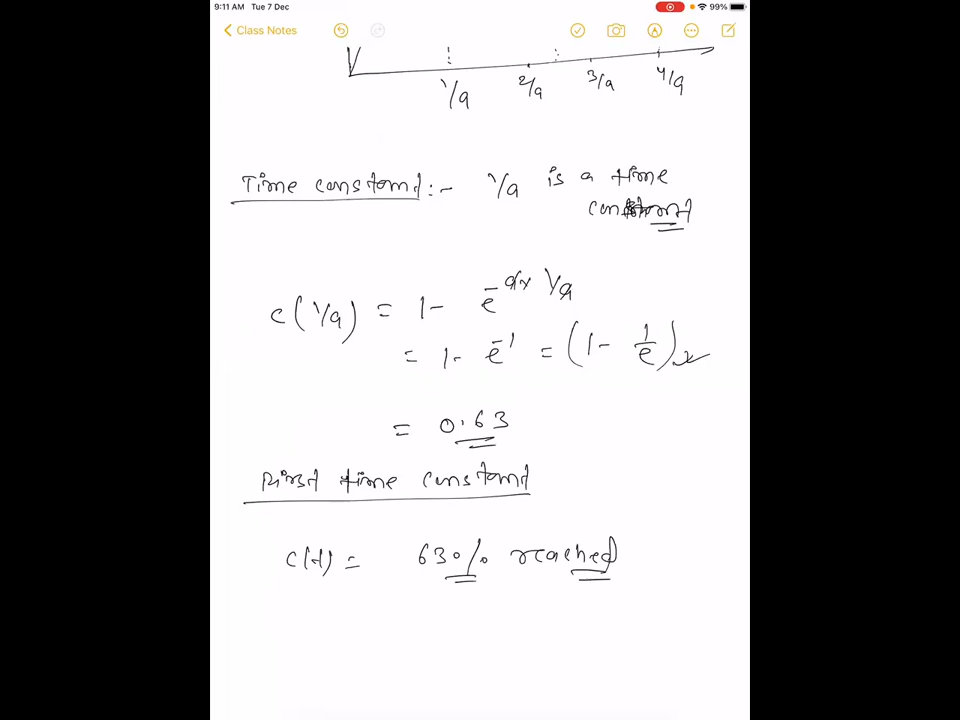 9:11 AM Tue 7 Dec 99%
Class Notes
1/a 2/a 3/a 4/a
Time constant :- 1/a is a time
constant
c(1/a) = 1 - e^-a x 1/a
= 1 - e^-1 = (1 - 1/e)
= 0.63
First time constant
c(t) = 63% reached